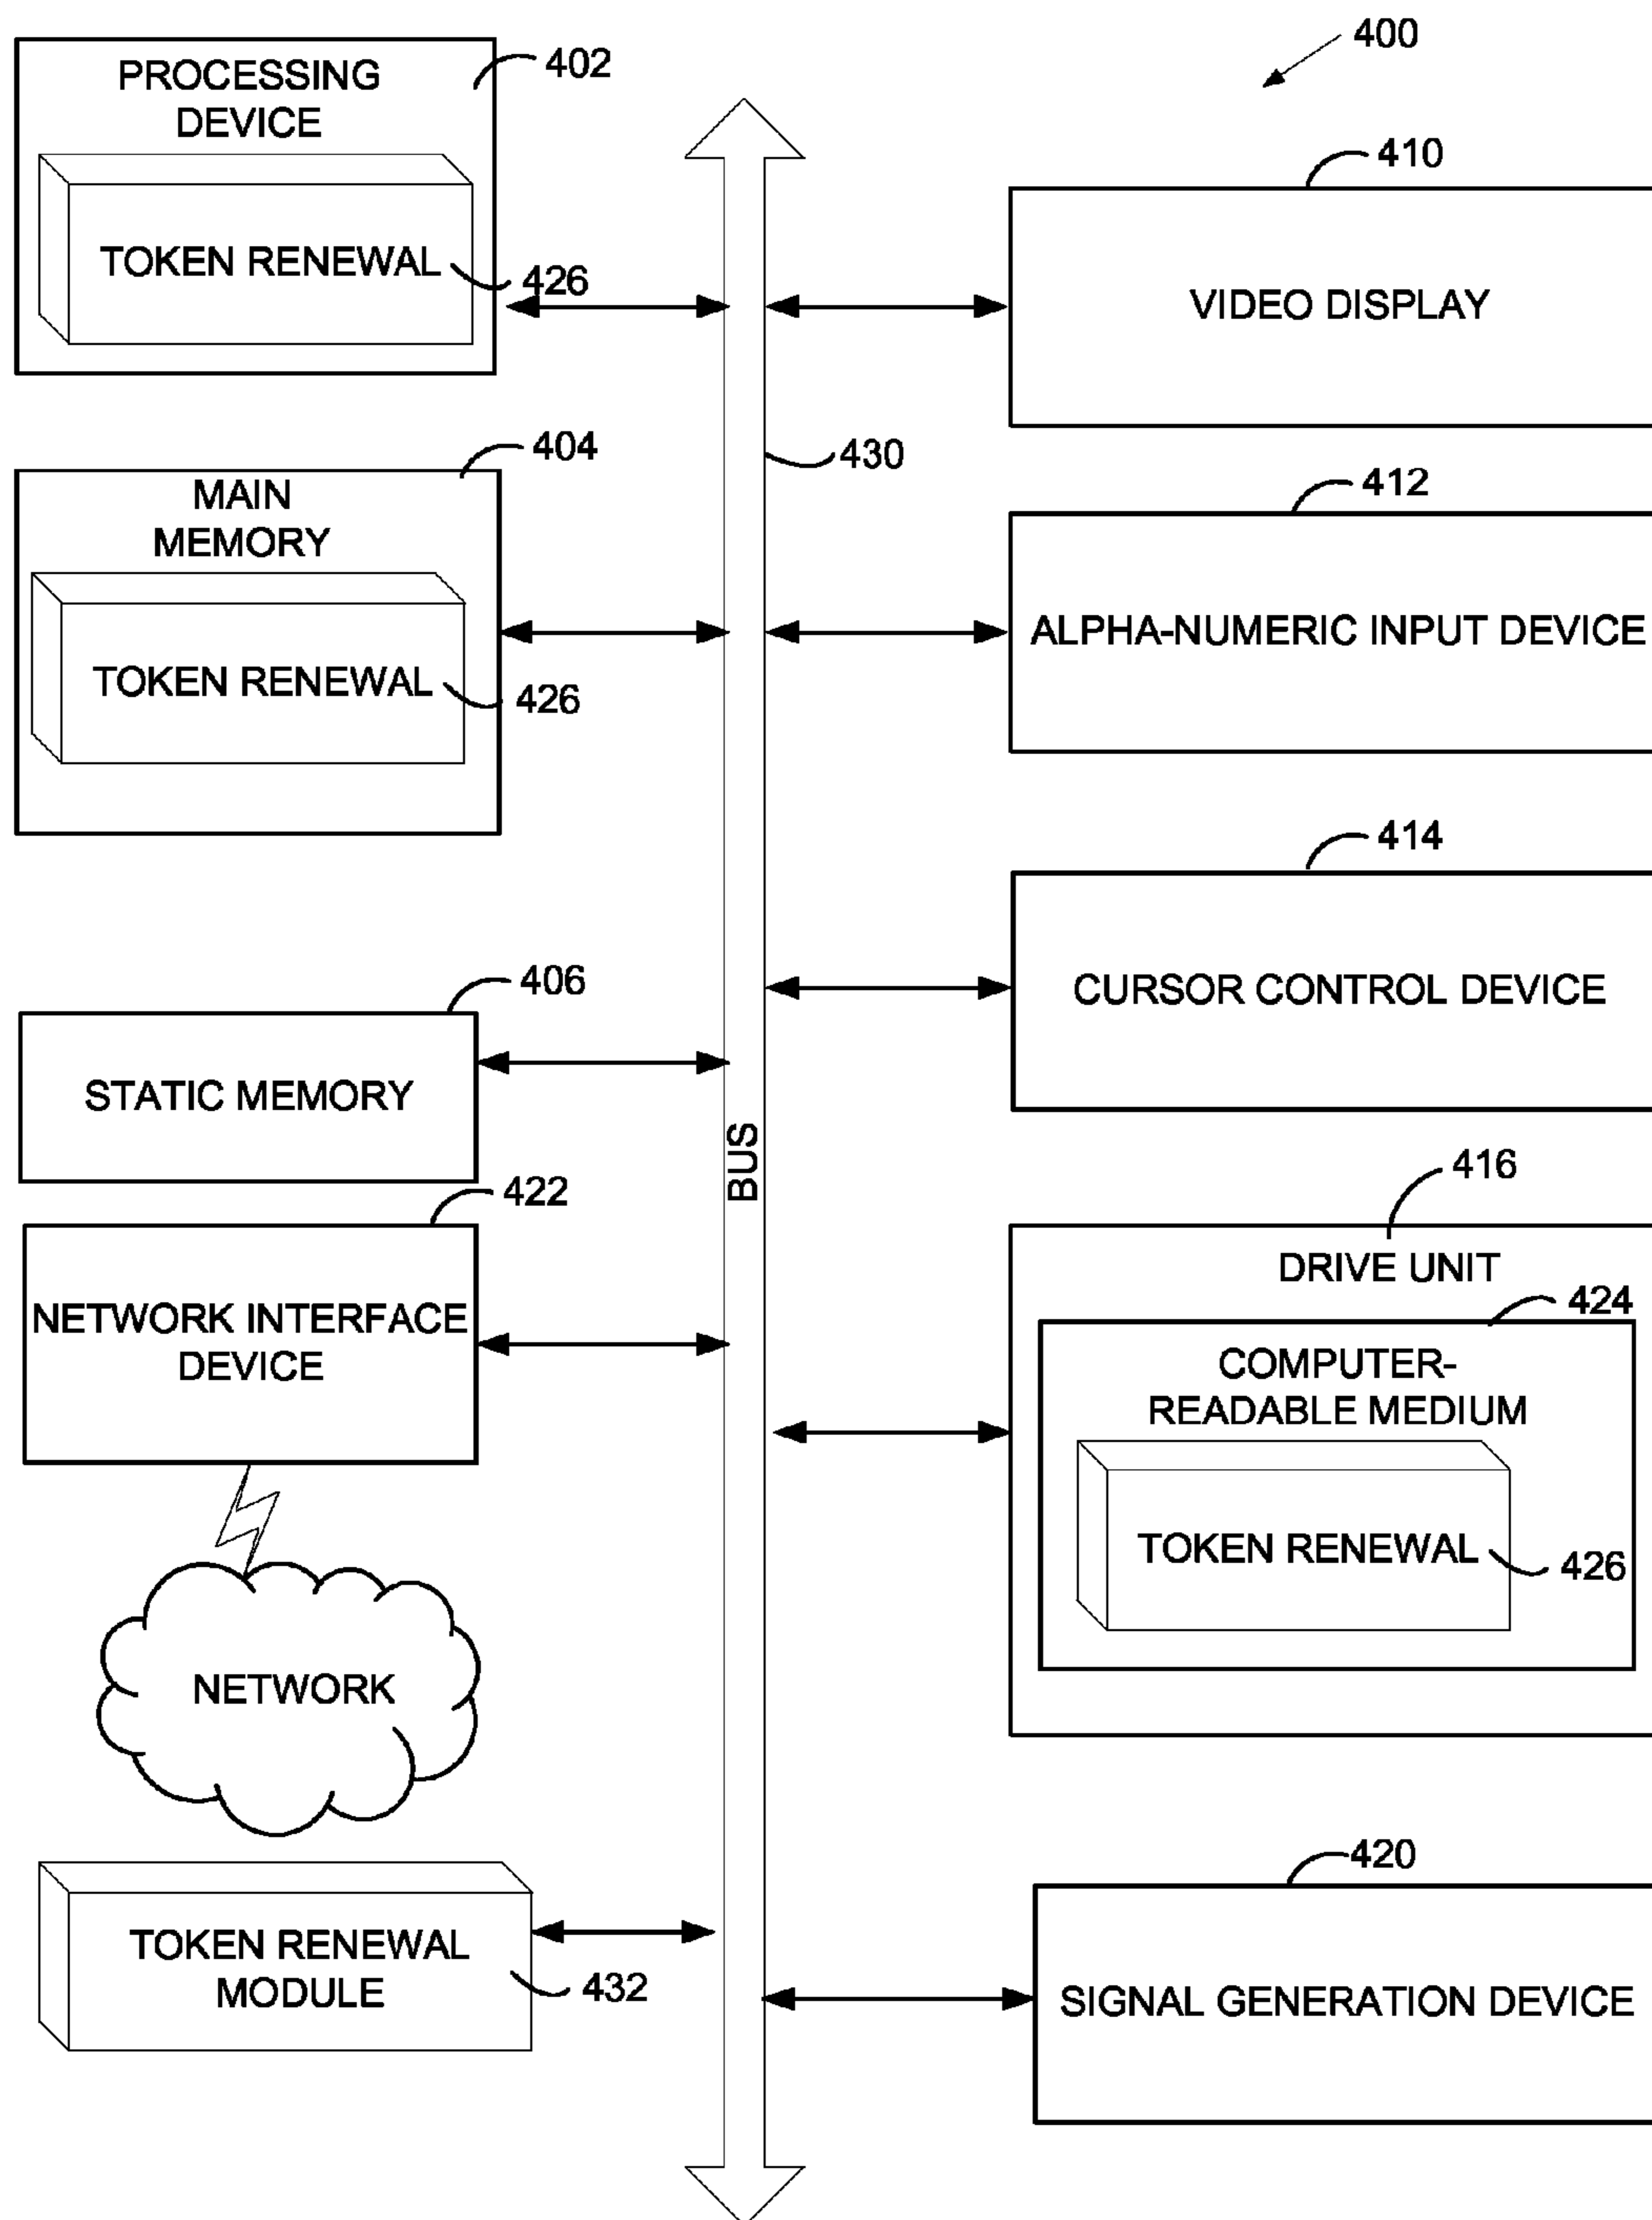 400
PROCESSING
DEVICE
402
TOKEN RENEWAL
426
410
VIDEO DISPLAY
404
MAIN
MEMORY
TOKEN RENEWAL
426
430
412
ALPHA-NUMERIC INPUT DEVICE
414
CURSOR CONTROL DEVICE
406
STATIC MEMORY
BUS
422
NETWORK INTERFACE
DEVICE
416
DRIVE UNIT
424
COMPUTER-
READABLE MEDIUM
TOKEN RENEWAL
426
NETWORK
TOKEN RENEWAL
MODULE
432
420
SIGNAL GENERATION DEVICE